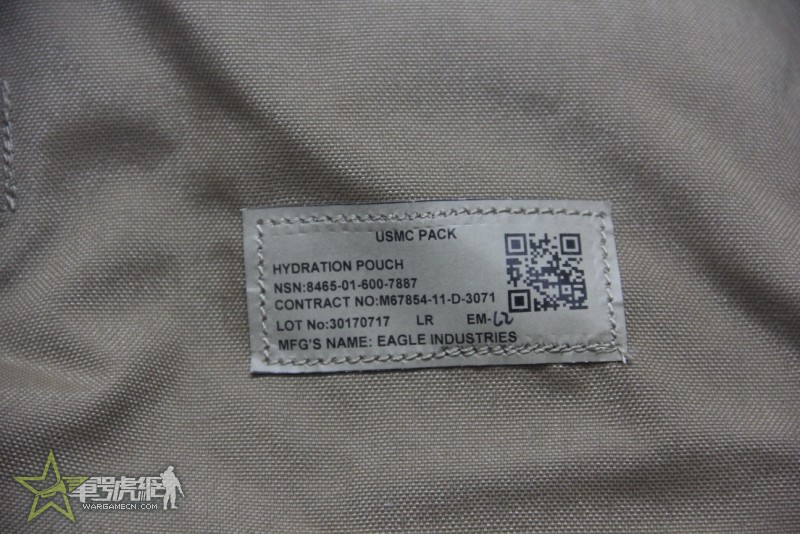 USMC PACK
HYDRATION POUCH
NSN:8465-01-600-7887
CONTRACT NO:M67854-11-D-3071
LOT No:30170717 LR EM-62
MFG'S NAME: EAGLE INDUSTRIES
WARGAMECN.COM